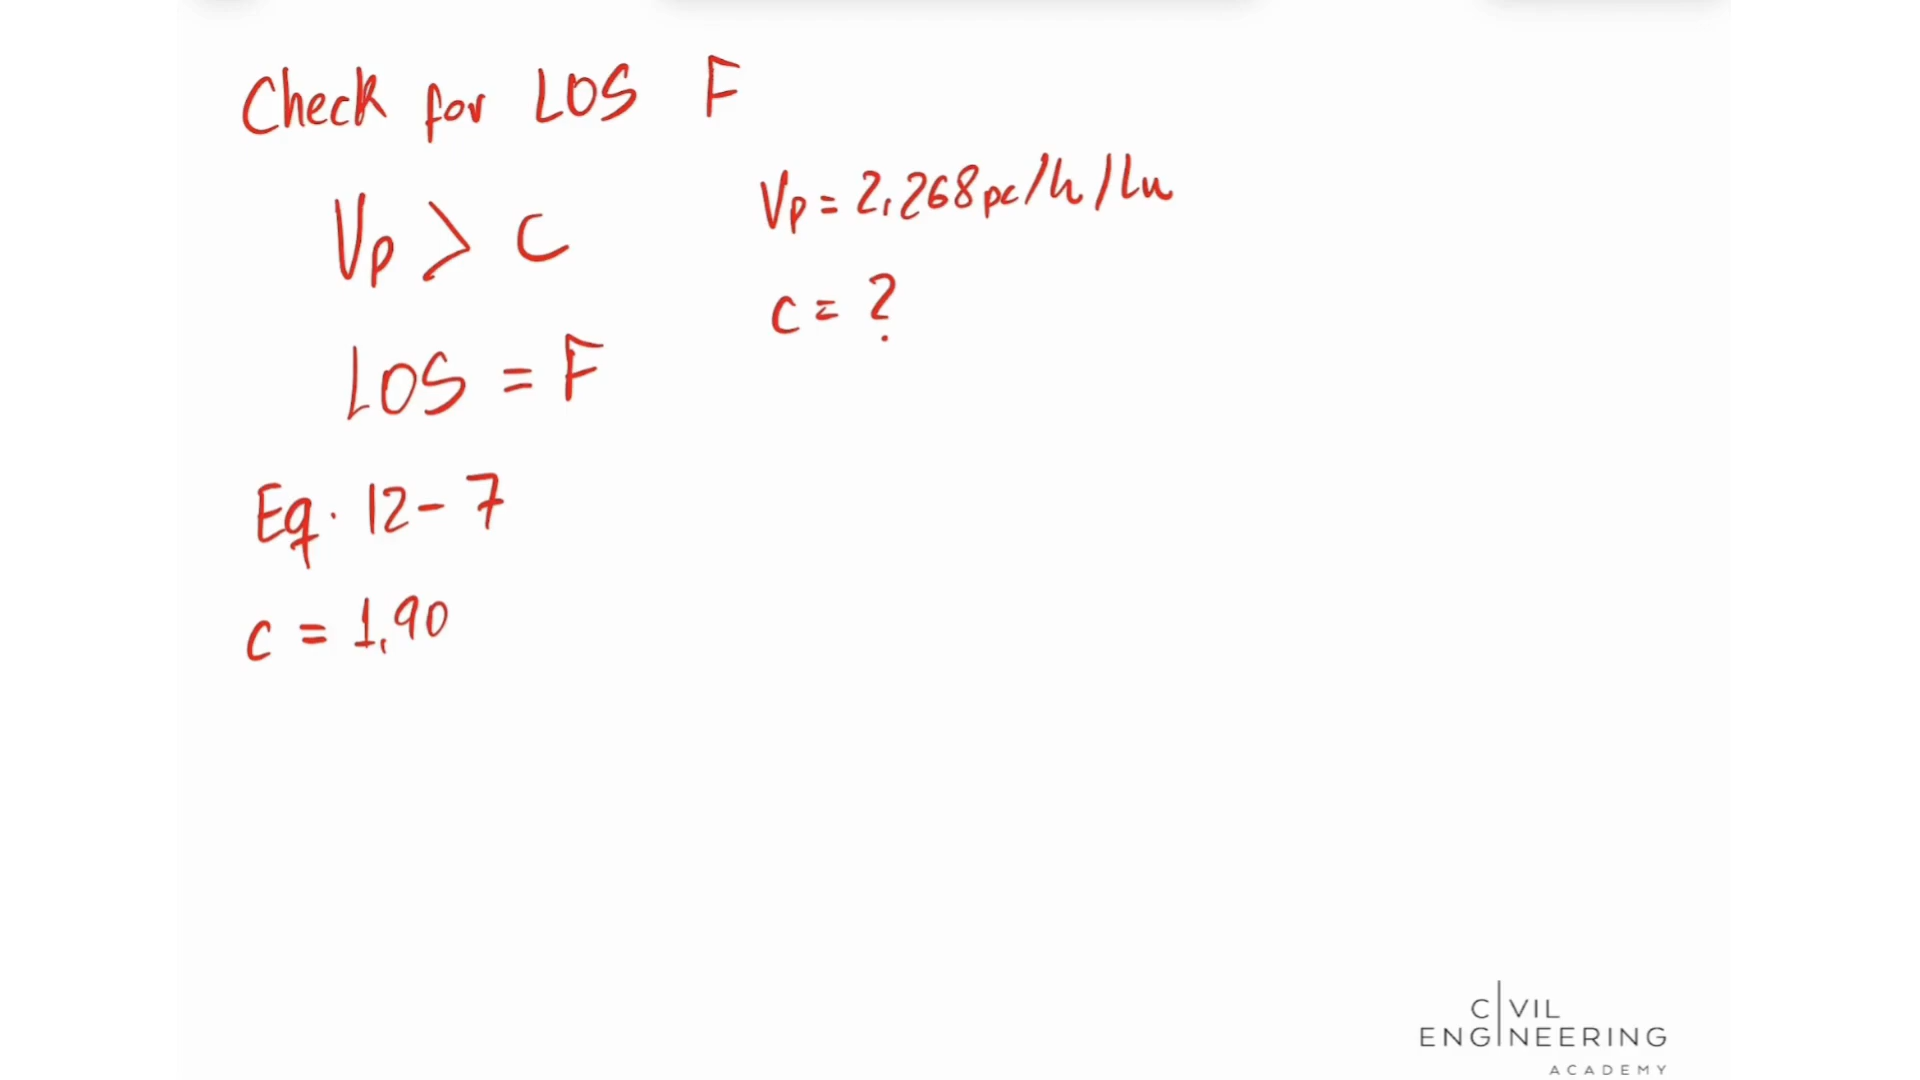 Check for LOS F
Vp > c
Vp = 2,268 pc/h/ln
c = ?
LOS = F
Eq. 12-7
c = 1,90
CIVIL
ENGINEERING
ACADEMY